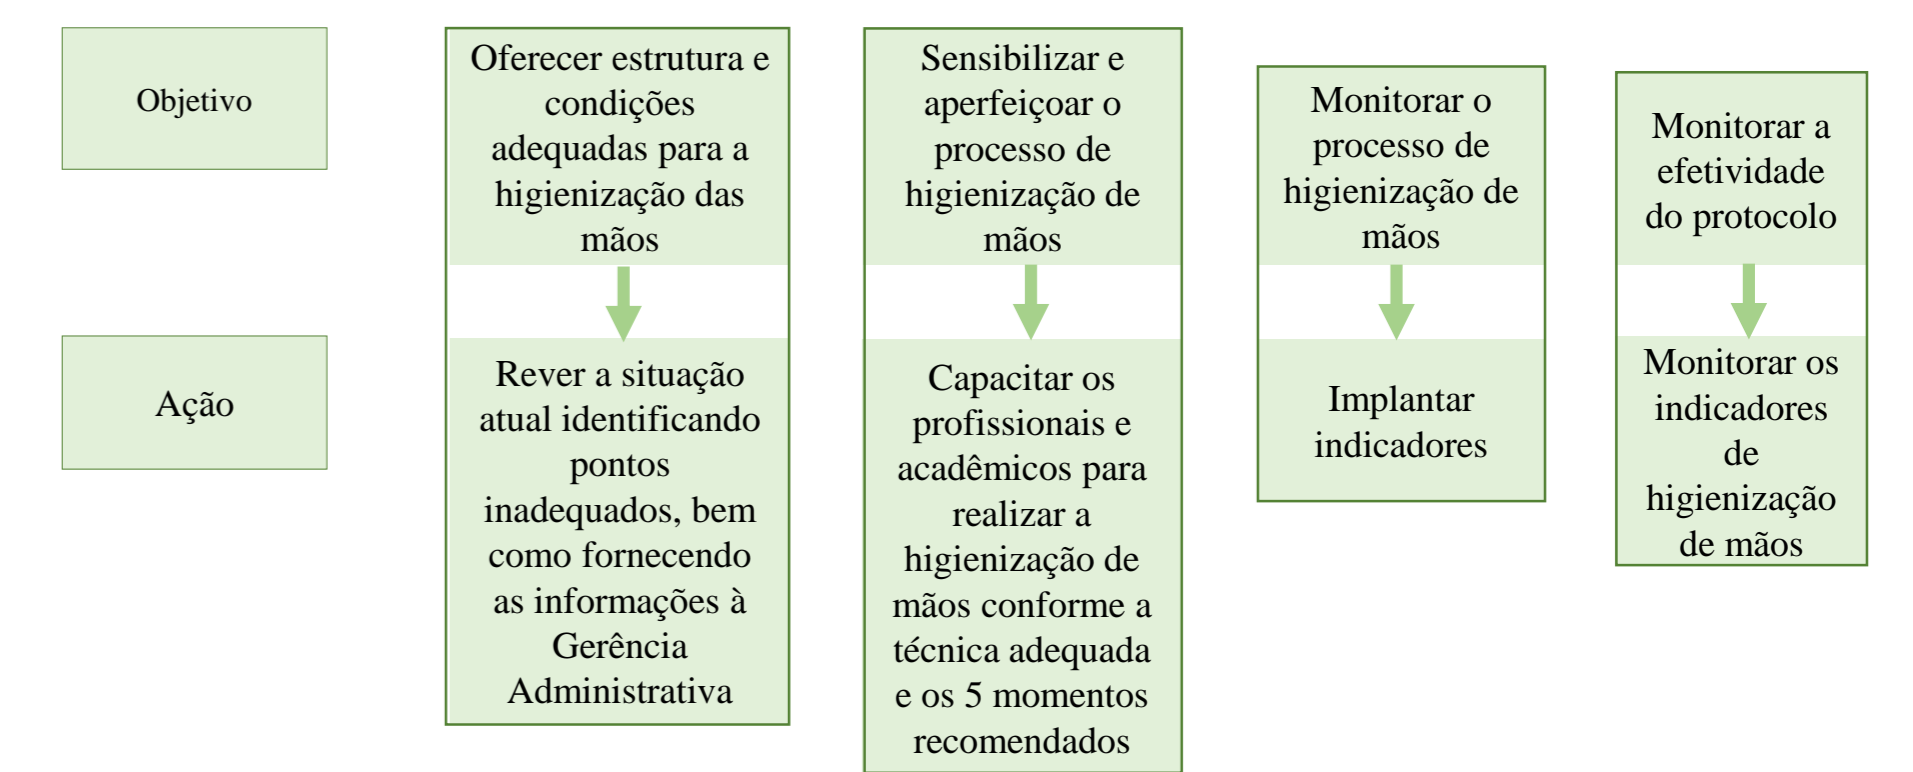 Objetivo
Oferecer estrutura e
condições
adequadas para a
higienização das
mãos
Sensibilizar e
aperfeiçoar o
processo de
higienização de
mãos
Monitorar o
processo de
higienização de
mãos
Monitorar a
efetividade
do protocolo
Ação
Rever a situação
atual identificando
pontos
inadequados, bem
como fornecendo
as informações à
Gerência
Administrativa
Capacitar os
profissionais e
acadêmicos para
realizar a
higienização de
mãos conforme a
técnica adequada
e os 5 momentos
recomendados
Implantar
indicadores
Monitorar os
indicadores
de
higienização
de mãos